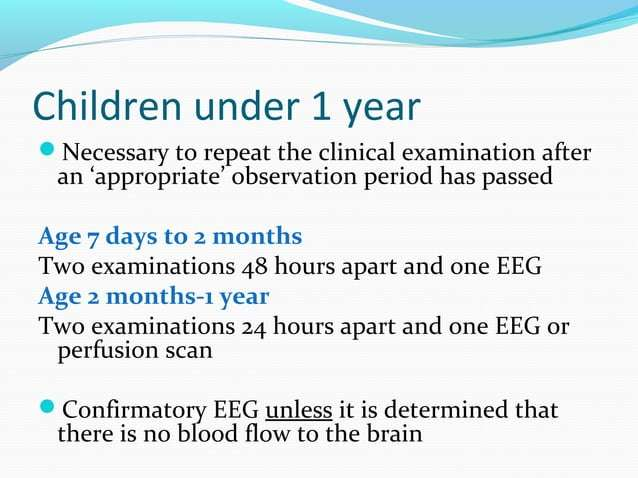 Children under 1 year
Necessary to repeat the clinical examination after
an ‘appropriate’ observation period has passed
Age 7 days to 2 months
Two examinations 48 hours apart and one EEG
Age 2 months-1 year
Two examinations 24 hours apart and one EEG or
perfusion scan
Confirmatory EEG unless it is determined that
there is no blood flow to the brain